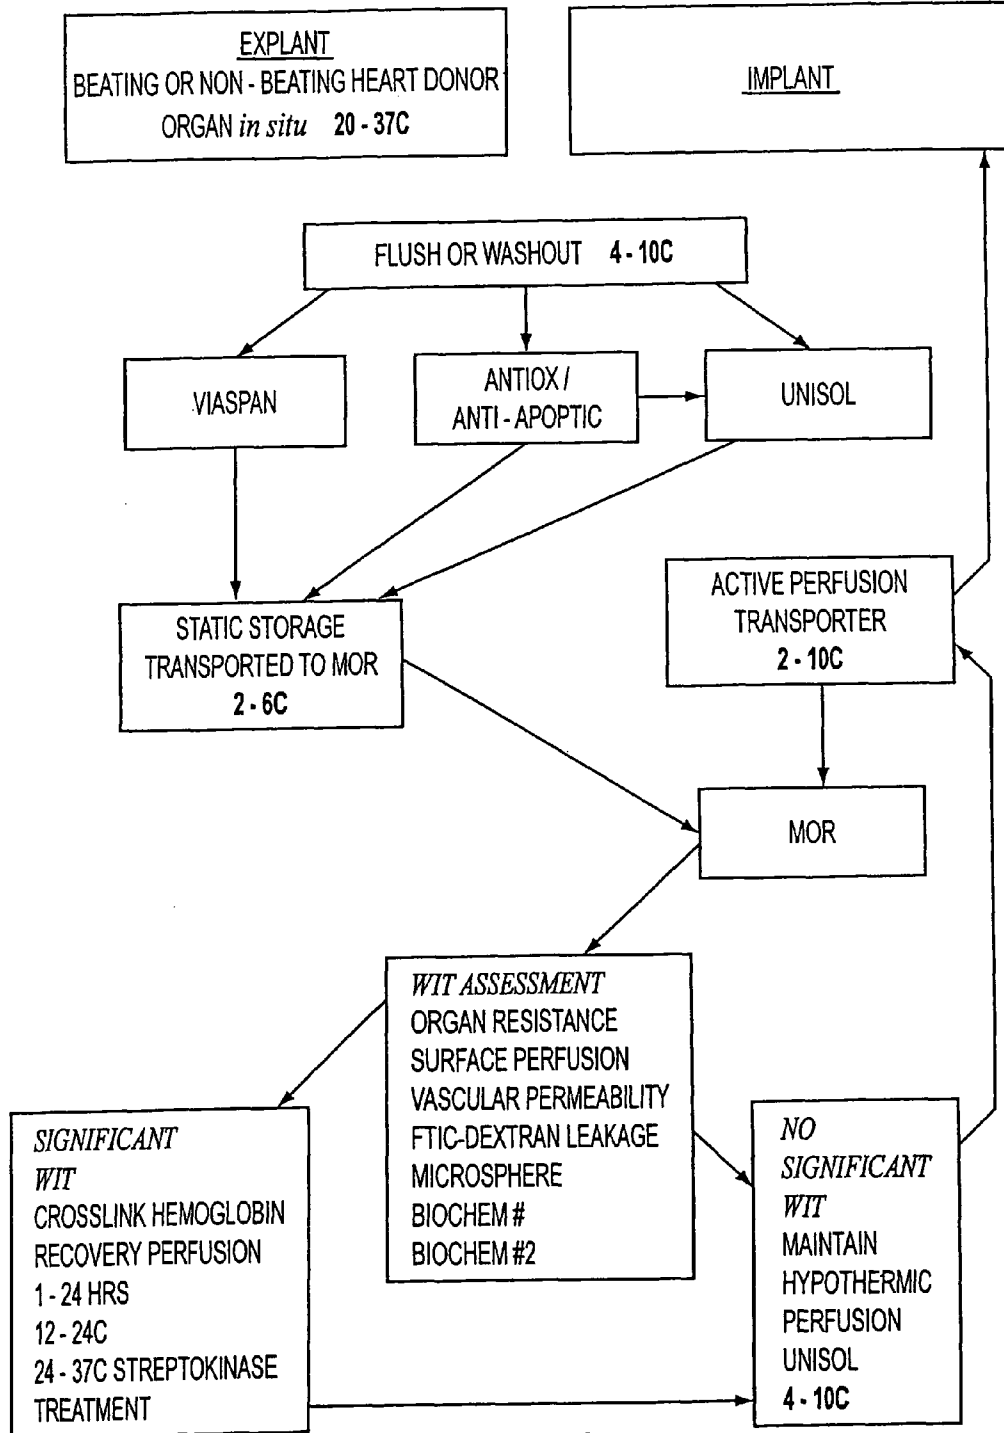 EXPLANT
BEATING OR NON - BEATING HEART DONOR
ORGAN in situ 20 - 37C
IMPLANT
FLUSH OR WASHOUT 4 - 10C
VIASPAN
ANTIOX /
ANTI - APOPTIC
UNISOL
STATIC STORAGE
TRANSPORTED TO MOR
2 - 6C
ACTIVE PERFUSION
TRANSPORTER
2 - 10C
MOR
WIT ASSESSMENT
ORGAN RESISTANCE
SURFACE PERFUSION
VASCULAR PERMEABILITY
FTIC-DEXTRAN LEAKAGE
MICROSPHERE
BIOCHEM #
BIOCHEM #2
SIGNIFICANT
WIT
CROSSLINK HEMOGLOBIN
RECOVERY PERFUSION
1 - 24 HRS
12 - 24C
24 - 37C STREPTOKINASE
TREATMENT
NO
SIGNIFICANT
WIT
MAINTAIN
HYPOTHERMIC
PERFUSION
UNISOL
4 - 10C